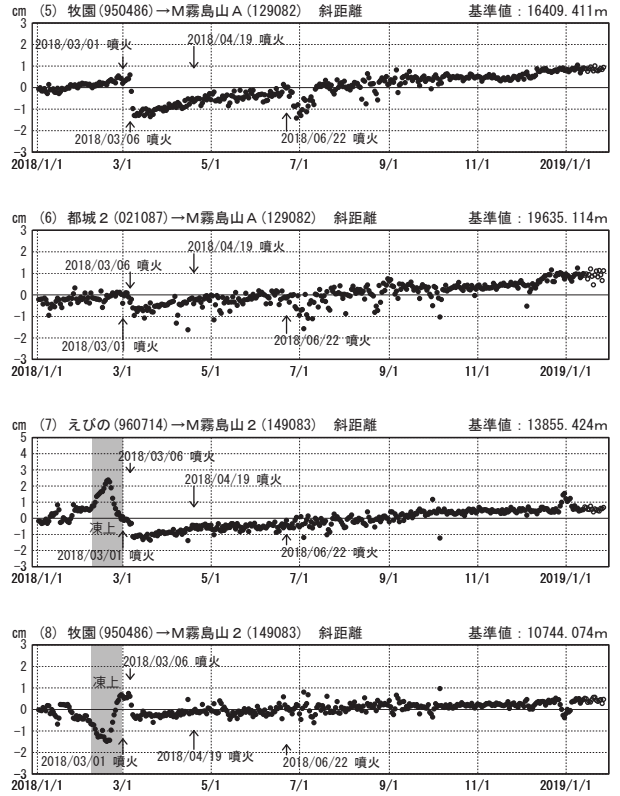 cm (5) 牧園(950486)→M霧島山A(129082) 斜距離 基準値：16409.411m
3
2018/03/01 噴火
2018/04/19 噴火
2
1
0
-1
-2
2018/03/06 噴火
2018/06/22 噴火
-3
2018/1/1 3/1 5/1 7/1 9/1 11/1 2019/1/1
cm (6) 都城2(021087)→M霧島山A(129082) 斜距離 基準値：19635.114m
3
2018/04/19 噴火
2
2018/03/06 噴火
1
0
-1
-2
2018/03/01 噴火
2018/06/22 噴火
-3
2018/1/1 3/1 5/1 7/1 9/1 11/1 2019/1/1
cm (7) えびの(960714)→M霧島山2(149083) 斜距離 基準値：13855.424m
5
4
2018/03/06 噴火
3
2018/04/19 噴火
2
1
0
凍上
-1
-2
2018/03/01 噴火
2018/06/22 噴火
-3
2018/1/1 3/1 5/1 7/1 9/1 11/1 2019/1/1
cm (8) 牧園(950486)→M霧島山2(149083) 斜距離 基準値：10744.074m
3
2018/03/06 噴火
2
凍上
1
0
-1
-2
2018/03/01 噴火
2018/04/19 噴火
2018/06/22 噴火
-3
2018/1/1 3/1 5/1 7/1 9/1 11/1 2019/1/1